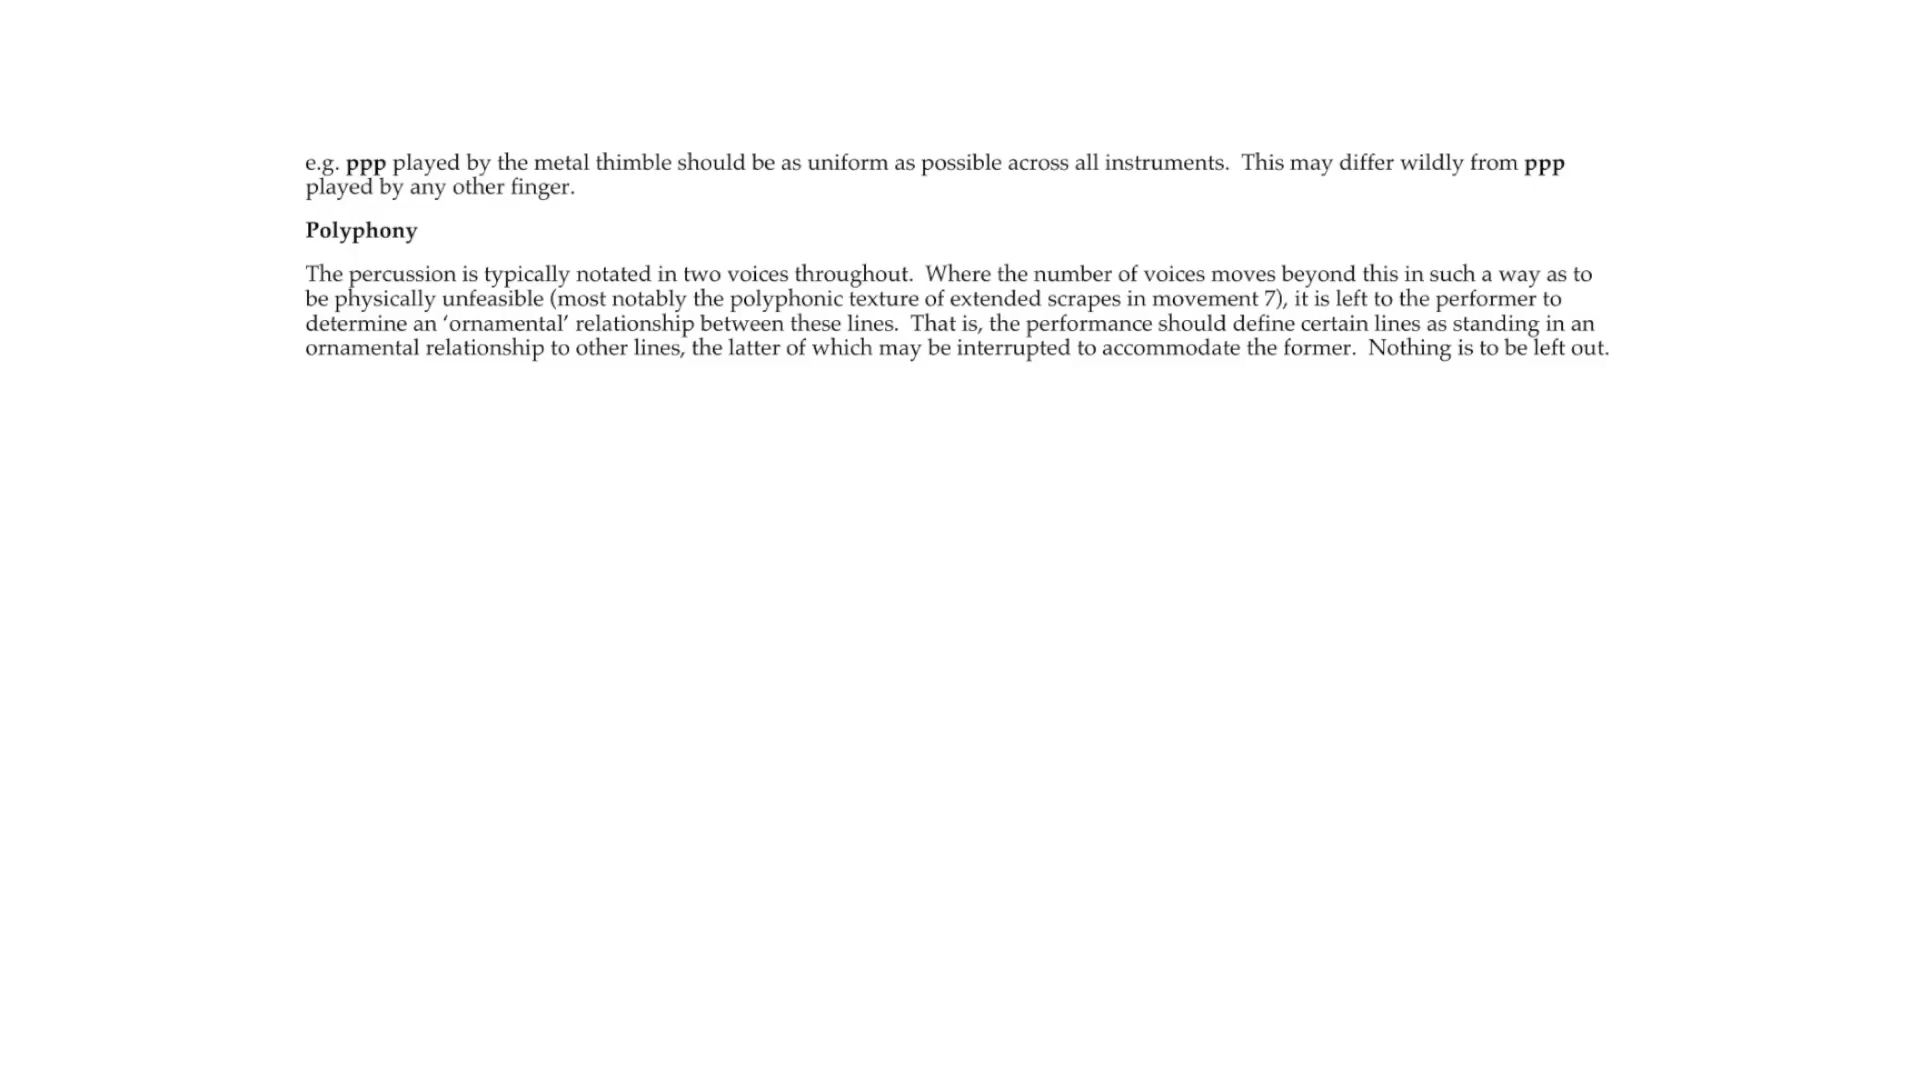 e.g. ppp played by the metal thimble should be as uniform as possible across all instruments.  This may differ wildly from ppp
played by any other finger.
Polyphony
The percussion is typically notated in two voices throughout.  Where the number of voices moves beyond this in such a way as to
be physically unfeasible (most notably the polyphonic texture of extended scrapes in movement 7), it is left to the performer to
determine an ‘ornamental’ relationship between these lines.  That is, the performance should define certain lines as standing in an
ornamental relationship to other lines, the latter of which may be interrupted to accommodate the former.  Nothing is to be left out.